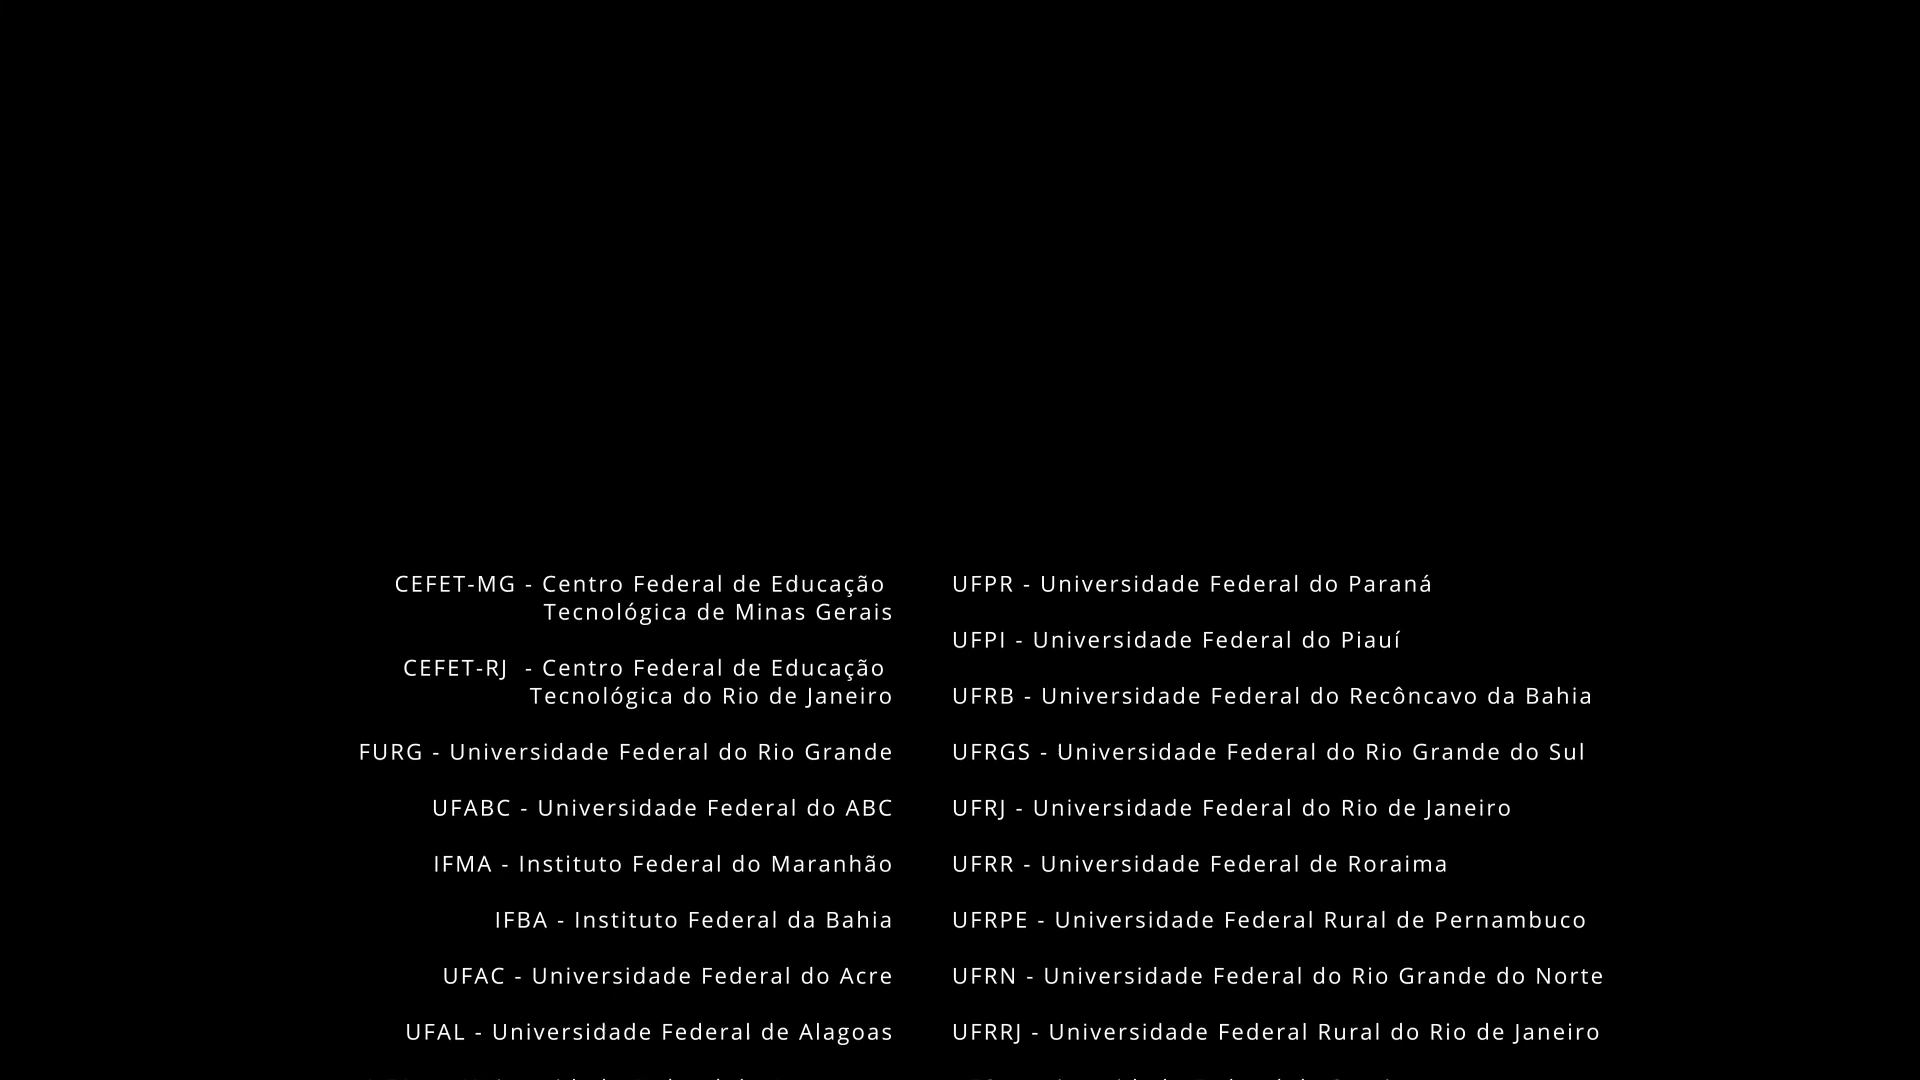 CEFET-MG - Centro Federal de Educação
Tecnológica de Minas Gerais
CEFET-RJ - Centro Federal de Educação
Tecnológica do Rio de Janeiro
FURG - Universidade Federal do Rio Grande
UFABC - Universidade Federal do ABC
IFMA - Instituto Federal do Maranhão
IFBA - Instituto Federal da Bahia
UFAC - Universidade Federal do Acre
UFAL - Universidade Federal de Alagoas
UFPR - Universidade Federal do Paraná
UFPI - Universidade Federal do Piauí
UFRB - Universidade Federal do Recôncavo da Bahia
UFRGS - Universidade Federal do Rio Grande do Sul
UFRJ - Universidade Federal do Rio de Janeiro
UFRR - Universidade Federal de Roraima
UFRPE - Universidade Federal Rural de Pernambuco
UFRN - Universidade Federal do Rio Grande do Norte
UFRRJ - Universidade Federal Rural do Rio de Janeiro